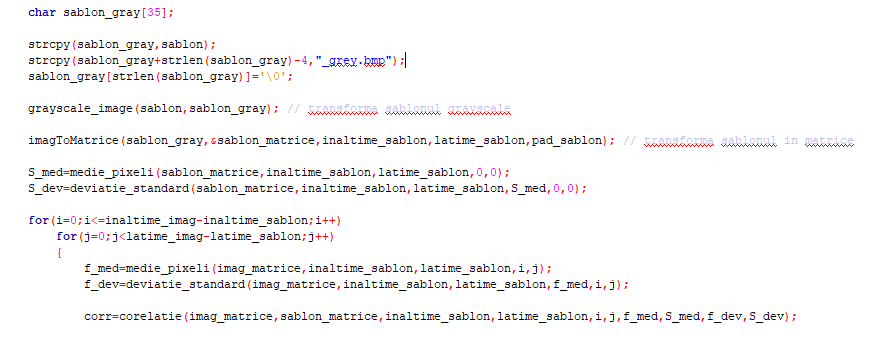 char sablon_gray[35];
strcpy(sablon_gray,sablon);
strcpy(sablon_gray+strlen(sablon_gray)-4,"_grey.bmp");
sablon_gray[strlen(sablon_gray)]='\0';
grayscale_image(sablon,sablon_gray); // transforma sablonul grayscale
imagToMatrice(sablon_gray,&sablon_matrice,inaltime_sablon,latime_sablon,pad_sablon); // transforma sablonul in matrice
S_med=medie_pixeli(sablon_matrice,inaltime_sablon,latime_sablon,0,0);
S_dev=deviatie_standard(sablon_matrice,inaltime_sablon,latime_sablon,S_med,0,0);
for(i=0;i<=inaltime_imag-inaltime_sablon;i++)
for(j=0;j<latime_imag-latime_sablon;j++)
{
f_med=medie_pixeli(imag_matrice,inaltime_sablon,latime_sablon,i,j);
f_dev=deviatie_standard(imag_matrice,inaltime_sablon,latime_sablon,f_med,i,j);
corr=corelatie(imag_matrice,sablon_matrice,inaltime_sablon,latime_sablon,i,j,f_med,S_med,f_dev,S_dev);